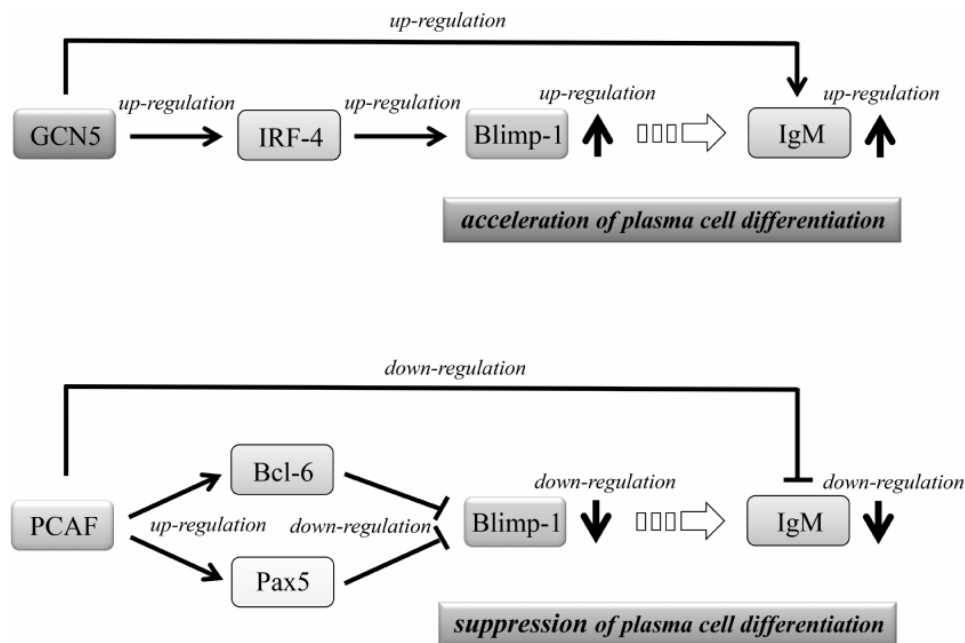 up-regulation
up-regulation up-regulation up-regulation up-regulation
GCN5 IRF-4 Blimp-1 IgM
acceleration of plasma cell differentiation
down-regulation
Bcl-6
down-regulation down-regulation
PCAF up-regulation down-regulation Blimp-1 IgM
Pax5
suppression of plasma cell differentiation